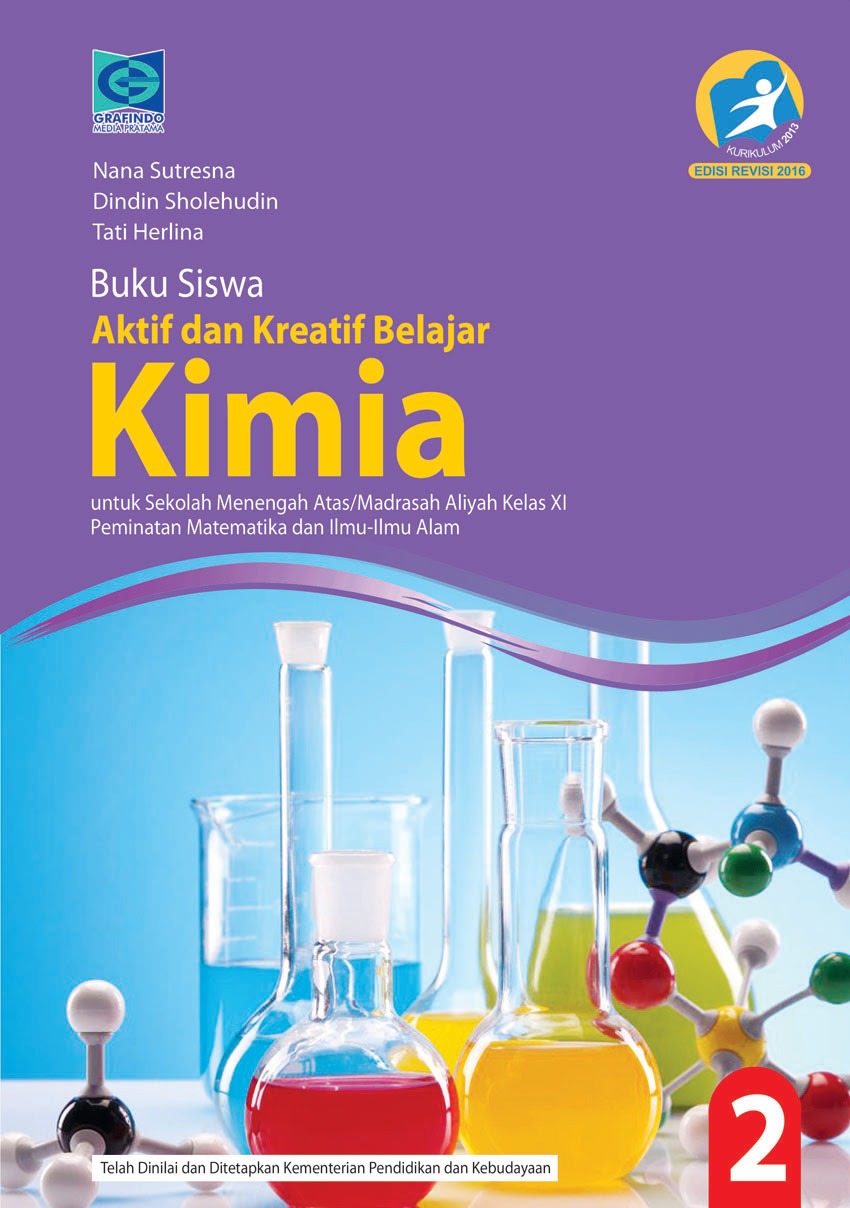 GRAFINDO
MEDIA PRATAMA
KURIKULUM 2013
EDISI REVISI 2016
Nana Sutresna
Dindin Sholehudin
Tati Herlina
Buku Siswa
Aktif dan Kreatif Belajar
Kimia
untuk Sekolah Menengah Atas/Madrasah Aliyah Kelas XI
Peminatan Matematika dan Ilmu-Ilmu Alam
Telah Dinilai dan Ditetapkan Kementerian Pendidikan dan Kebudayaan
2